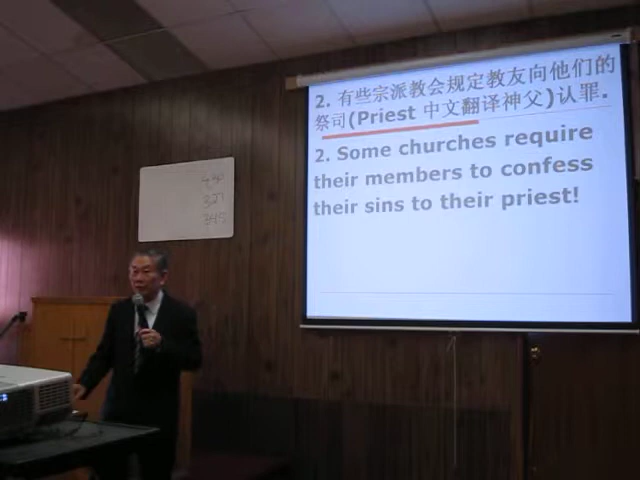 2. 有些宗派教会规定教友向他们的
祭司(Priest 中文翻译神父)认罪.
2. Some churches require
their members to confess
their sins to their priest!
327